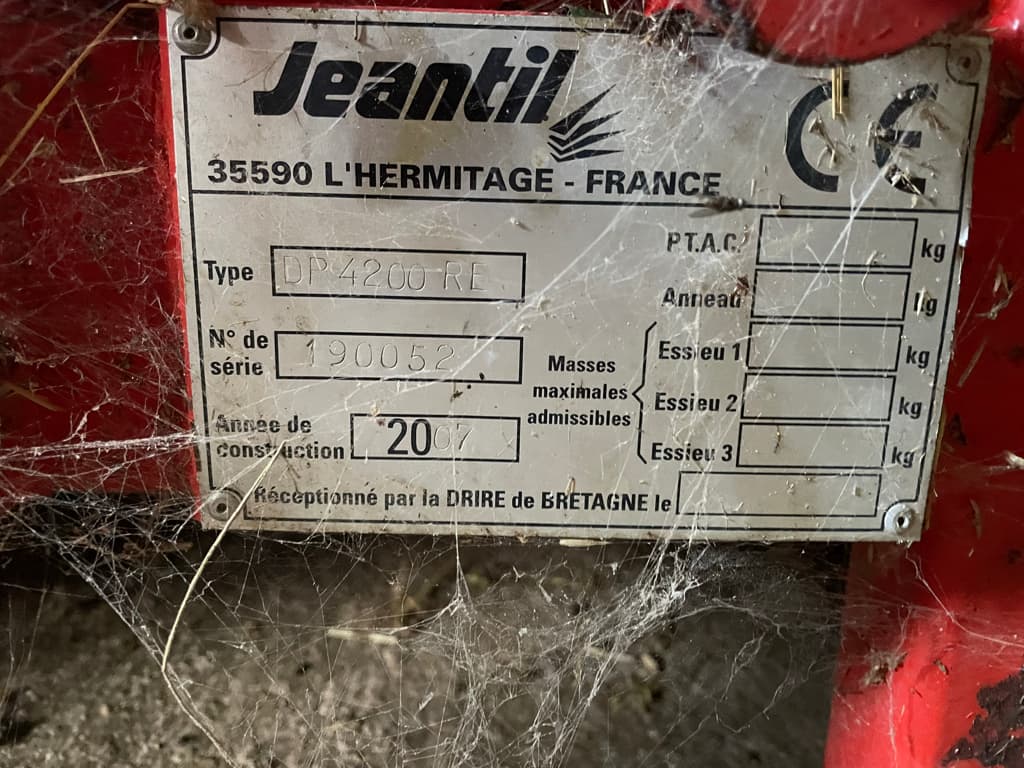 Jeantil
CE
35590 L'HERMITAGE - FRANCE
Type DP 4200 RE
N° de série 190052
Année de construction 2007
P.T.A.C. kg
Anneau kg
Masses maximales admissibles
Essieu 1 kg
Essieu 2 kg
Essieu 3 kg
Réceptionné par la DRIRE de BRETAGNE le